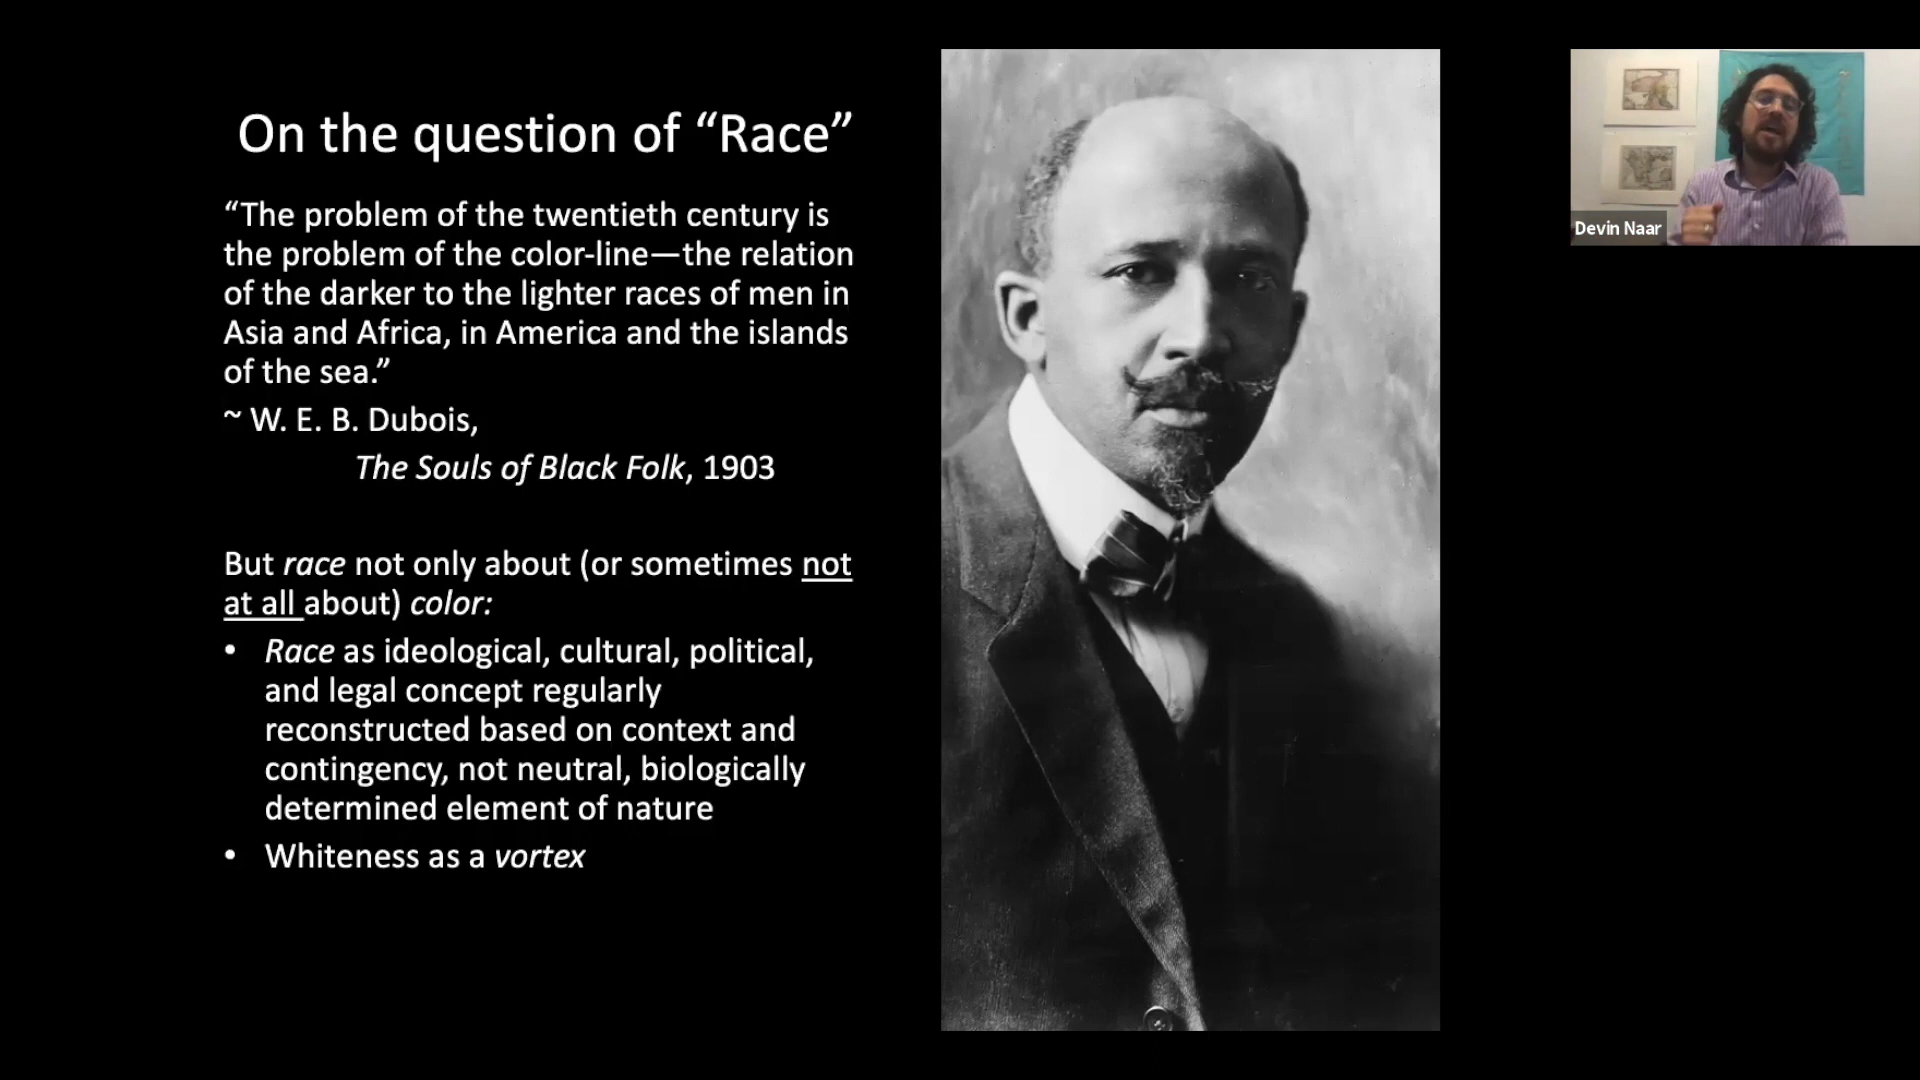 On the question of “Race”
“The problem of the twentieth century is
the problem of the color-line—the relation
of the darker to the lighter races of men in
Asia and Africa, in America and the islands
of the sea.”
~ W. E. B. Dubois,
The Souls of Black Folk, 1903
But race not only about (or sometimes not
at all about) color:
• Race as ideological, cultural, political,
and legal concept regularly
reconstructed based on context and
contingency, not neutral, biologically
determined element of nature
• Whiteness as a vortex
Devin Naar